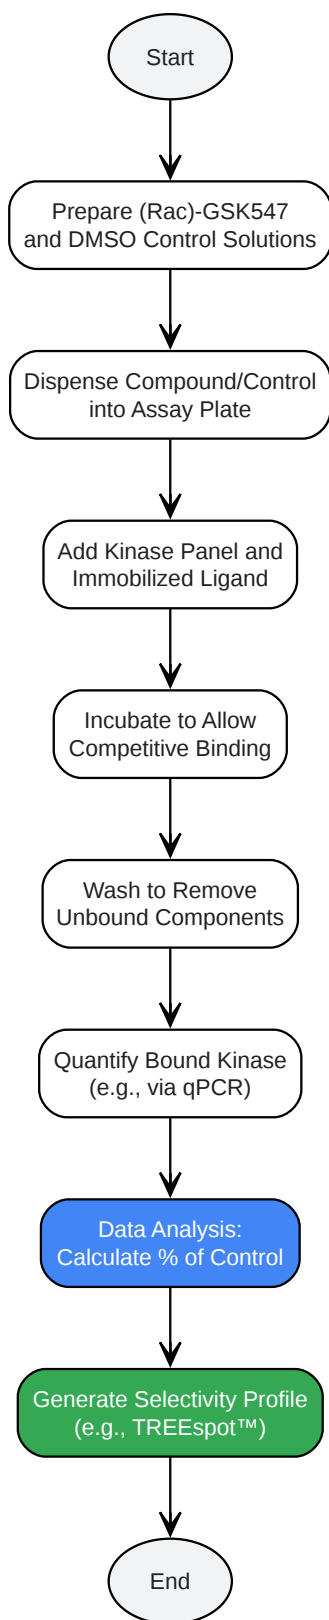 Start
Prepare (Rac)-GSK547
and DMSO Control Solutions
Dispense Compound/Control
into Assay Plate
Add Kinase Panel and
Immobilized Ligand
Incubate to Allow
Competitive Binding
Wash to Remove
Unbound Components
Quantify Bound Kinase
(e.g., via qPCR)
Data Analysis:
Calculate % of Control
Generate Selectivity Profile
(e.g., TREEspot™)
End